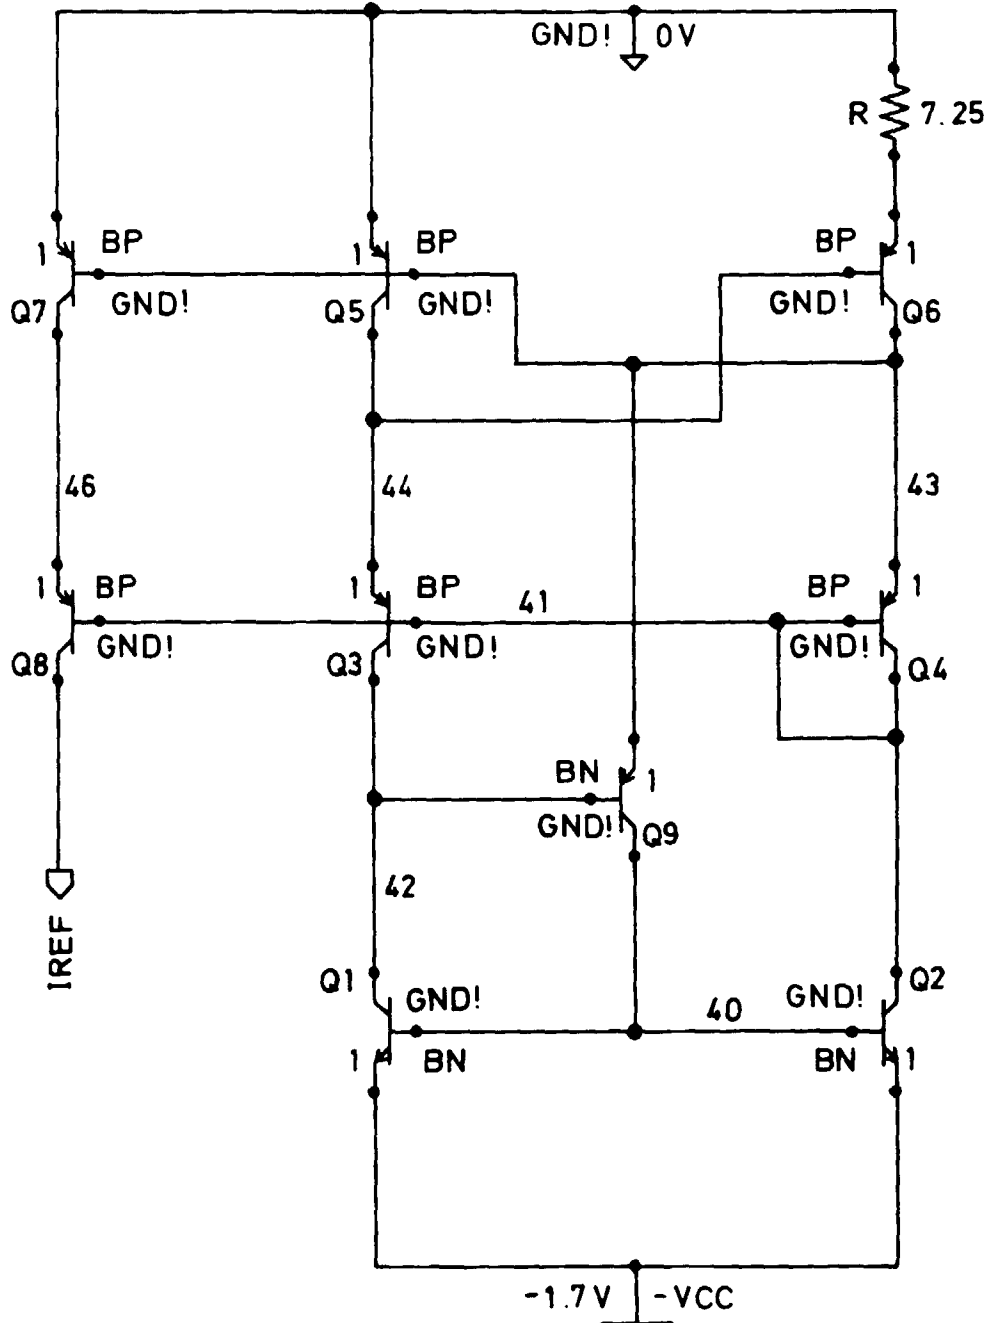 GND! 0V
R 7.25
1 BP 1 BP BP 1
GND! GND! GND!
Q7 Q5 Q6
46 44 43
1 BP 1 BP 41 BP 1
GND! GND! GND!
Q8 Q3 Q4
BN 1
GND! Q9
42
IREF
Q1 GND! 40 GND! Q2
1 BN BN 1
-1.7V -VCC